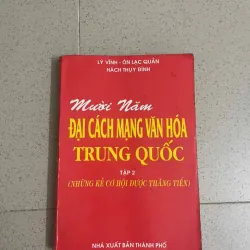 LÝ VĨNH - ÔN LẠC QUẦN
HÁCH THỤY ĐÌNH
Mười Năm
ĐẠI CÁCH MẠNG VĂN HÓA
TRUNG QUỐC
TẬP 2
(NHỮNG KẺ CƠ HỘI ĐƯỢC THĂNG TIẾN)
NHÀ XUẤT BẢN THÀNH PHỐ